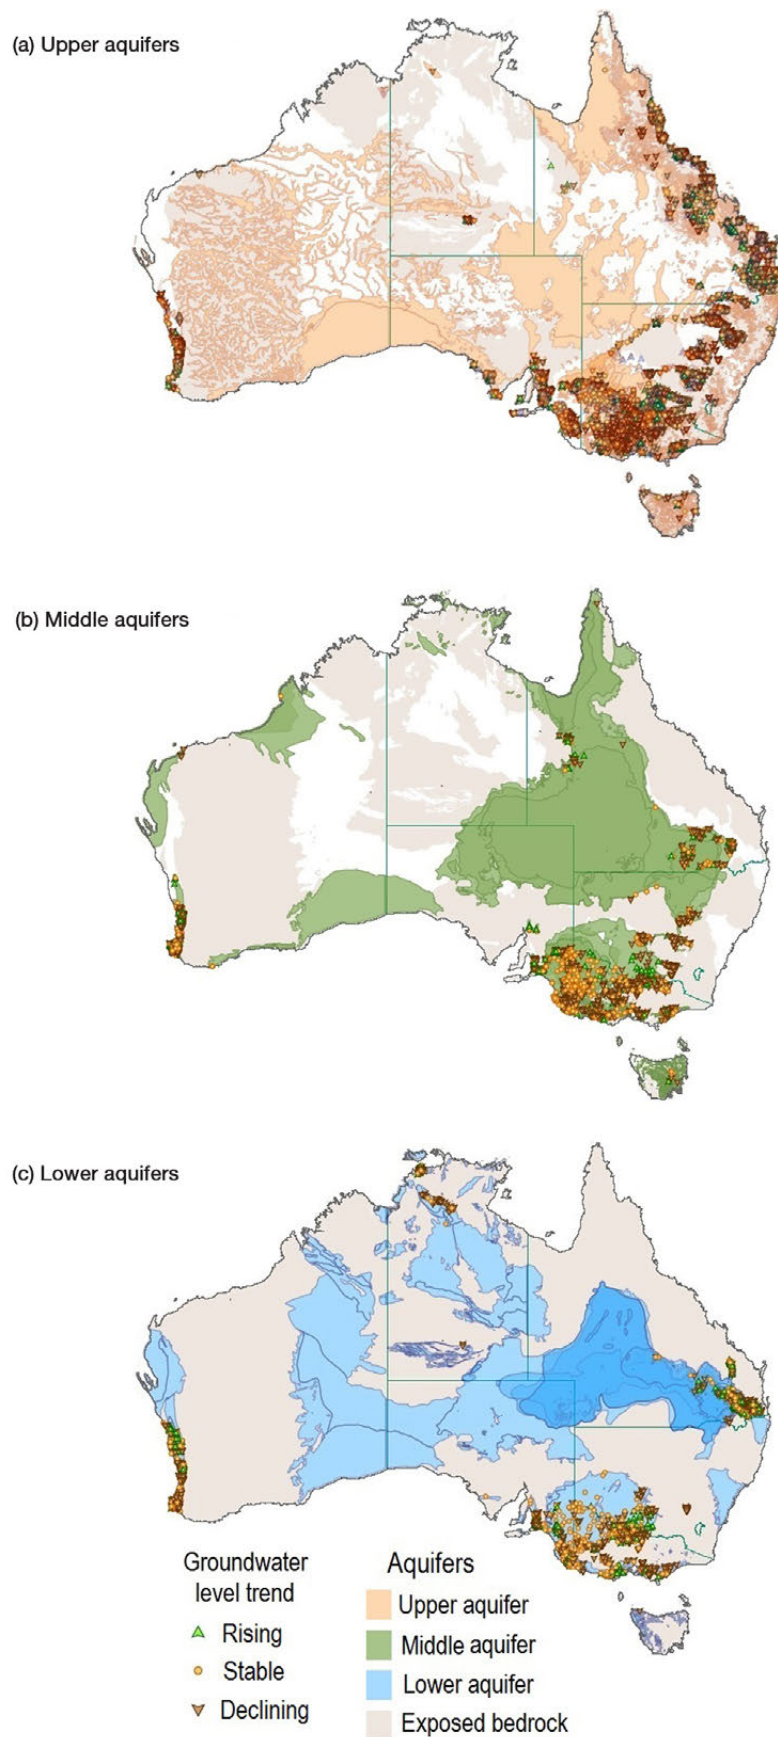 (a) Upper aquifers
(b) Middle aquifers
(c) Lower aquifers
Groundwater
level trend
Rising
Stable
Declining
Aquifers
Upper aquifer
Middle aquifer
Lower aquifer
Exposed bedrock